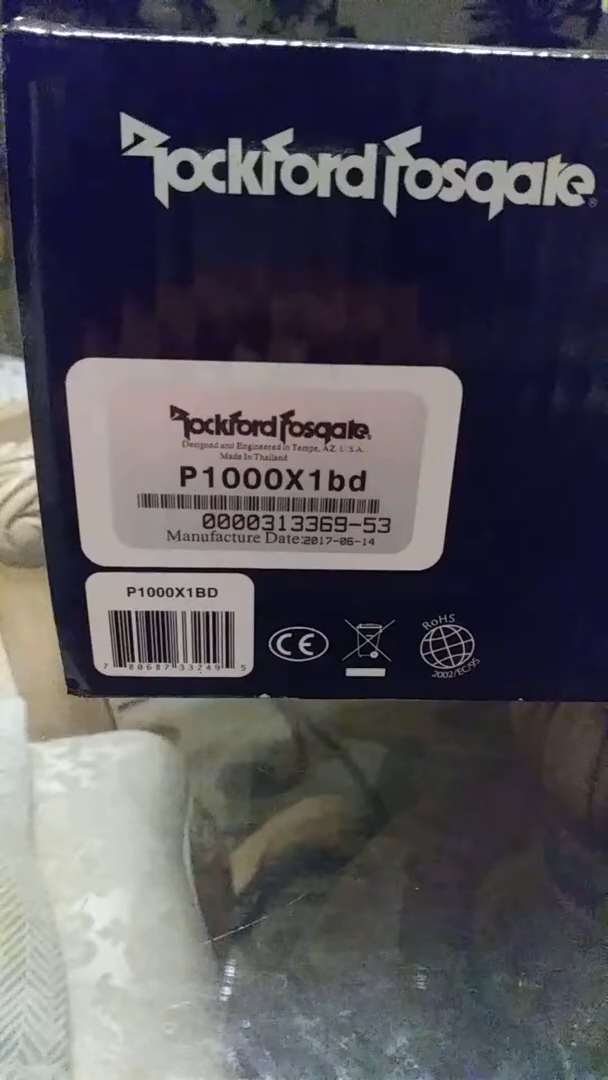 Rockford Fosgate®
Rockford Fosgate®
Designed and Engineered in Tempe, AZ. U.S.A.
Made In Thailand
P1000X1bd
0000313369-53
Manufacture Date:2017-06-14
P1000X1BD
7 80687 33249 5
CE
RoHS
2002/EC/95